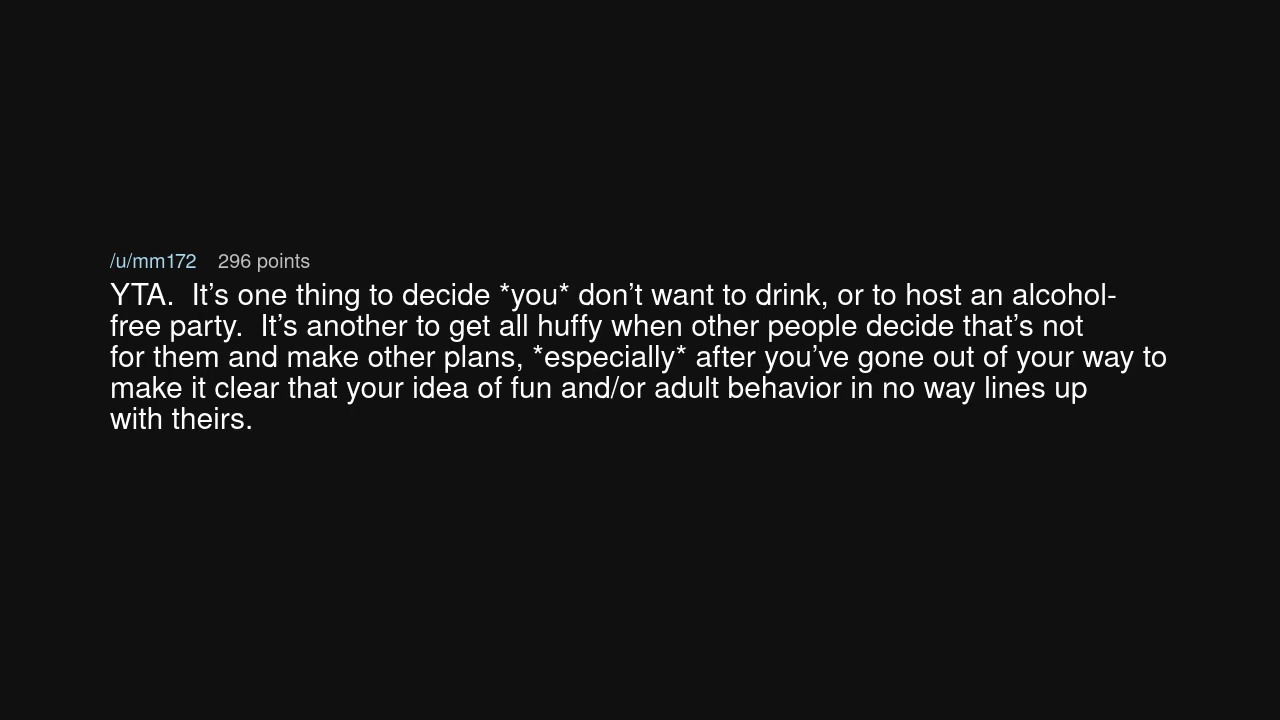 /u/mm172 296 points
YTA.  It’s one thing to decide *you* don’t want to drink, or to host an alcohol-
free party.  It’s another to get all huffy when other people decide that’s not
for them and make other plans, *especially* after you’ve gone out of your way to
make it clear that your idea of fun and/or adult behavior in no way lines up
with theirs.